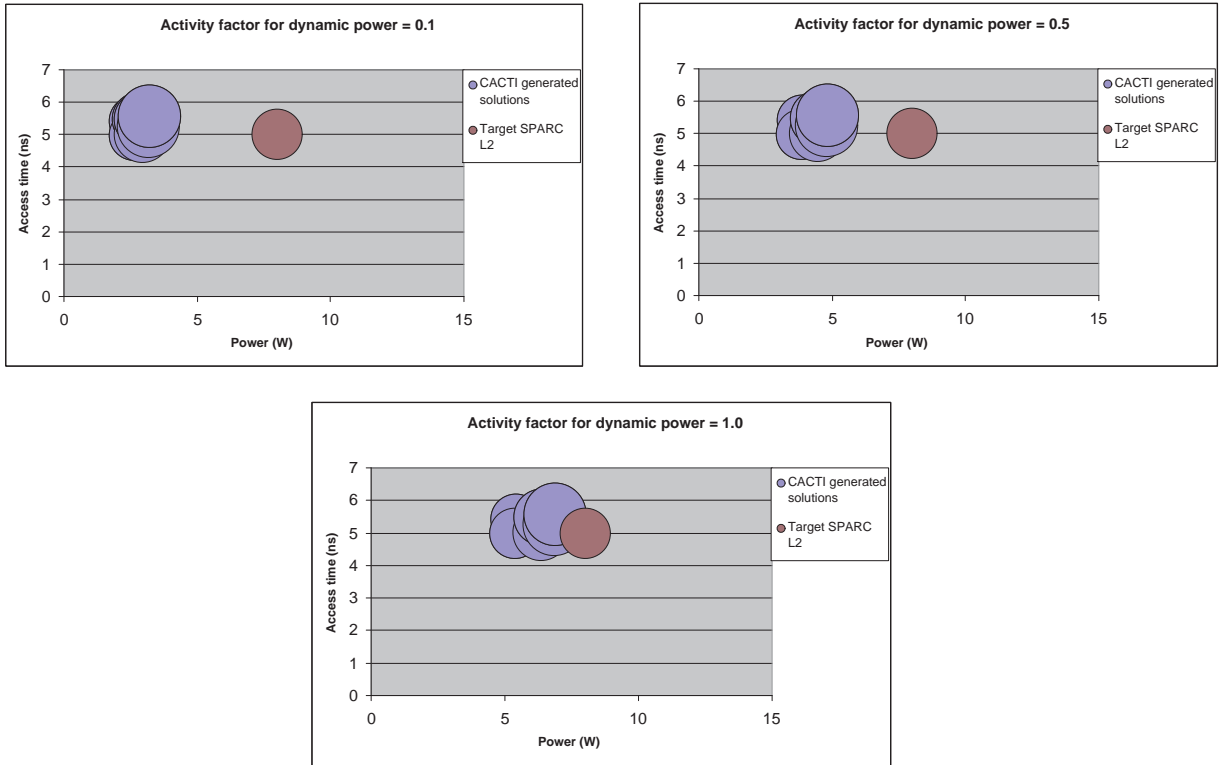 Activity factor for dynamic power = 0.1
7
6
5
4
3
2
1
0
Access time (ns)
0 5 10 15
Power (W)
CACTI generated
solutions
Target SPARC
L2
Activity factor for dynamic power = 0.5
7
6
5
4
3
2
1
0
Access time (ns)
0 5 10 15
Power (W)
CACTI generated
solutions
Target SPARC
L2
Activity factor for dynamic power = 1.0
7
6
5
4
3
2
1
0
Access time (ns)
0 5 10 15
Power (W)
CACTI generated
solutions
Target SPARC
L2